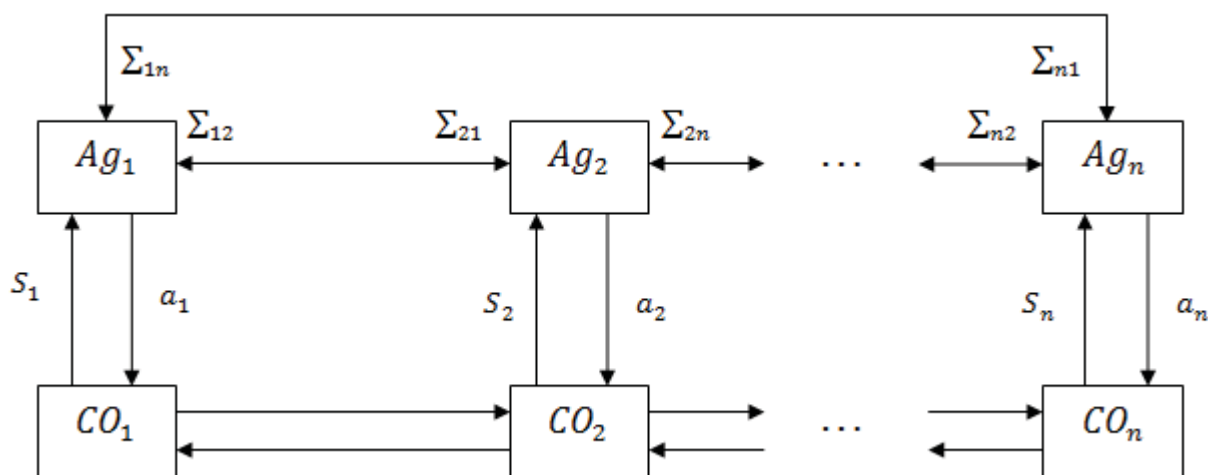 Σ₁ₙ Σₙ₁
Σ₁₂ Σ₂₁ Σ₂ₙ Σₙ₂
Ag₁ Ag₂ ... Agₙ
S₁ a₁ S₂ a₂ Sₙ aₙ
CO₁ CO₂ ... COₙ